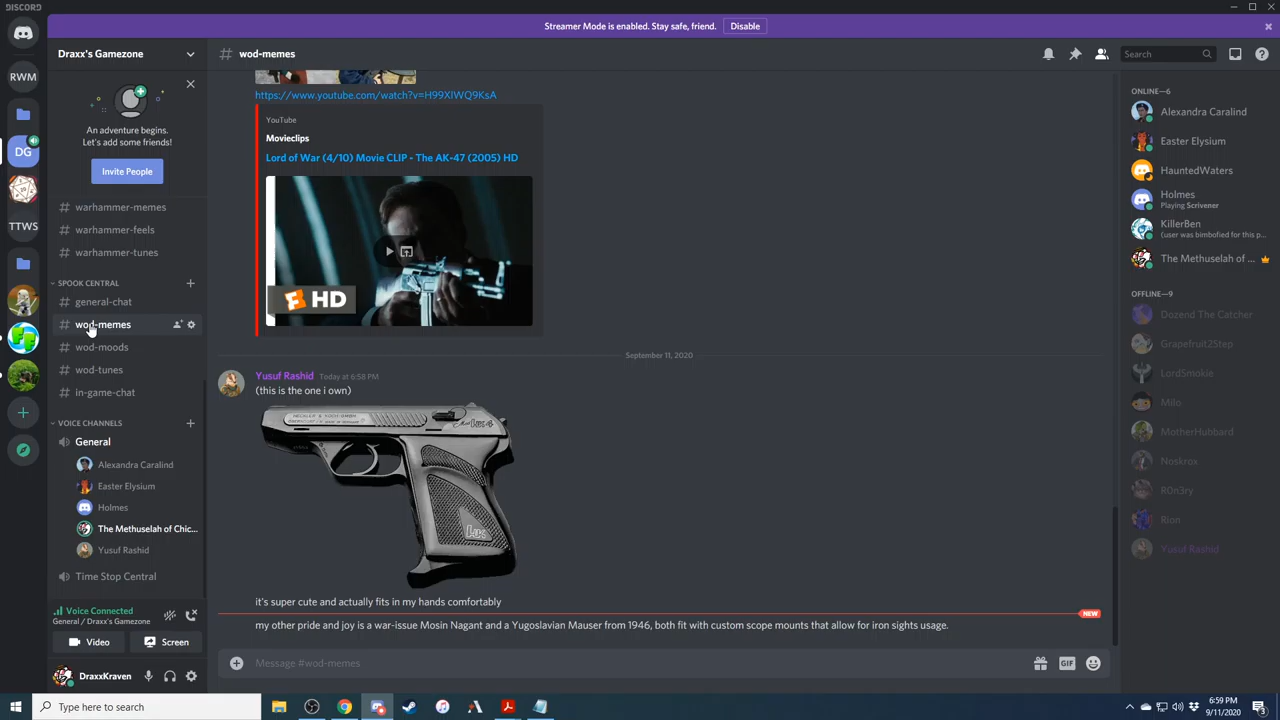 DISCORD
Streamer Mode is enabled. Stay safe, friend.
Disable
Draxx's Gamezone
wod-memes
Search
RWM
DG
TTWS
An adventure begins.
Let's add some friends!
Invite People
warhammer-memes
warhammer-feels
warhammer-tunes
SPOOK CENTRAL
general-chat
wod-memes
wod-moods
wod-tunes
in-game-chat
VOICE CHANNELS
General
Alexandra Caralind
Easter Elysium
Holmes
The Methuselah of Chic...
Yusuf Rashid
Time Stop Central
Voice Connected
General / Draxx's Gamezone
Video
Screen
DraxxKraven
https://www.youtube.com/watch?v=H99XIWQ9KsA
YouTube
Movieclips
Lord of War (4/10) Movie CLIP - The AK-47 (2005) HD
HD
September 11, 2020
Yusuf Rashid Today at 6:58 PM
(this is the one i own)
it's super cute and actually fits in my hands comfortably
NEW
my other pride and joy is a war-issue Mosin Nagant and a Yugoslavian Mauser from 1946, both fit with custom scope mounts that allow for iron sights usage.
Message #wod-memes
GIF
ONLINE—6
Alexandra Caralind
Easter Elysium
HauntedWaters
Holmes
Playing Scrivener
KillerBen
(user was bimbofied for this p...
The Methuselah of ...
OFFLINE—9
Dozend The Catcher
Grapefruit2Step
LordSmokie
Milo
MotherHubbard
Noskrox
R0n3ry
Rion
Yusuf Rashid
Type here to search
6:59 PM
9/11/2020